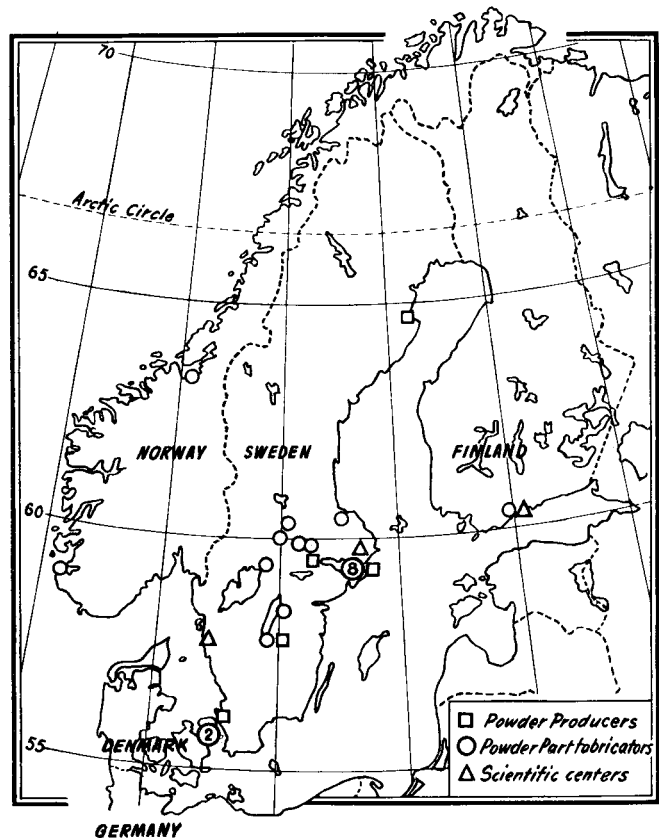 70
Arctic Circle
65
NORWAY SWEDEN FINLAND
60
8
2
DENMARK
55
Powder Producers
Powder Part fabricators
Scientific centers
GERMANY